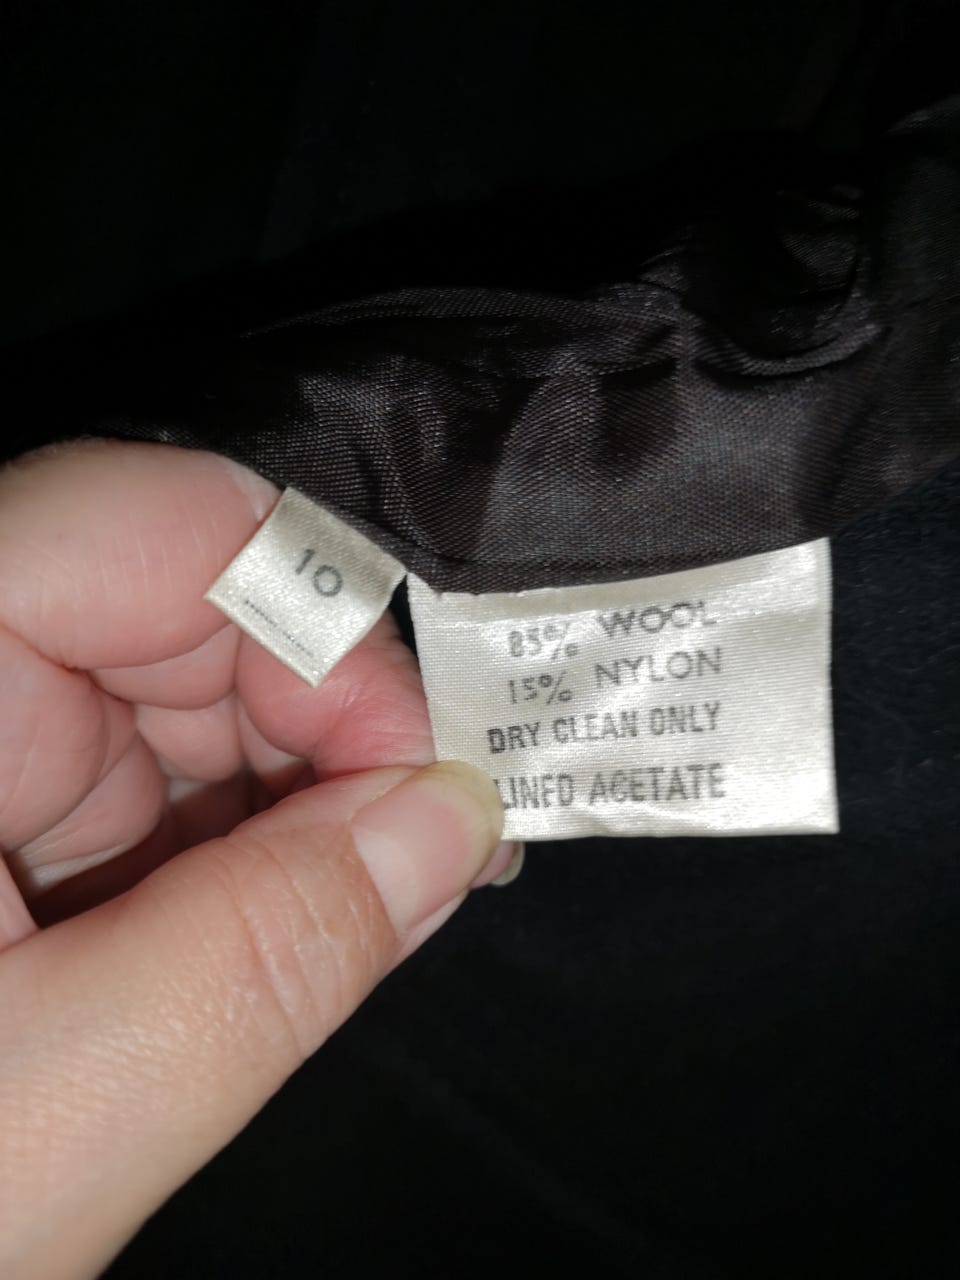 10
85% WOOL
15% NYLON
DRY CLEAN ONLY
LINED ACETATE